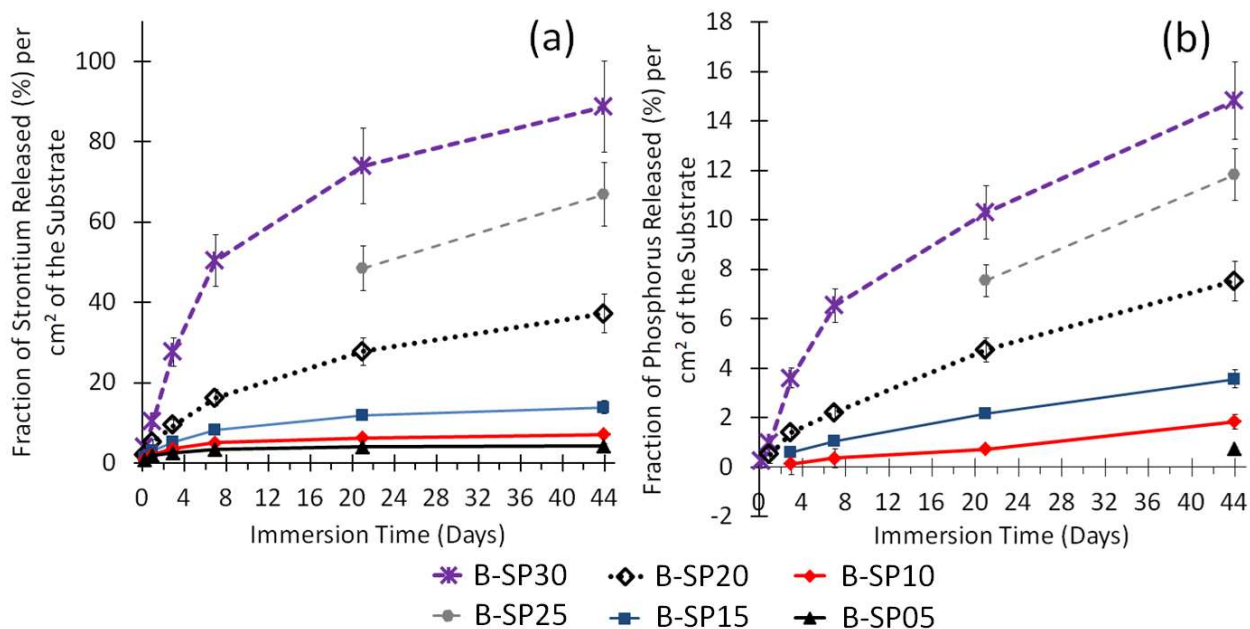 (a)
Fraction of Strontium Released (%) per
cm² of the Substrate
100
80
60
40
20
0
0 4 8 12 16 20 24 28 32 36 40 44
Immersion Time (Days)
(b)
Fraction of Phosphorus Released (%) per
cm² of the Substrate
18
16
14
12
10
8
6
4
2
0
-2
0 4 8 12 16 20 24 28 32 36 40 44
Immersion Time (Days)
B-SP30 B-SP20 B-SP10
B-SP25 B-SP15 B-SP05